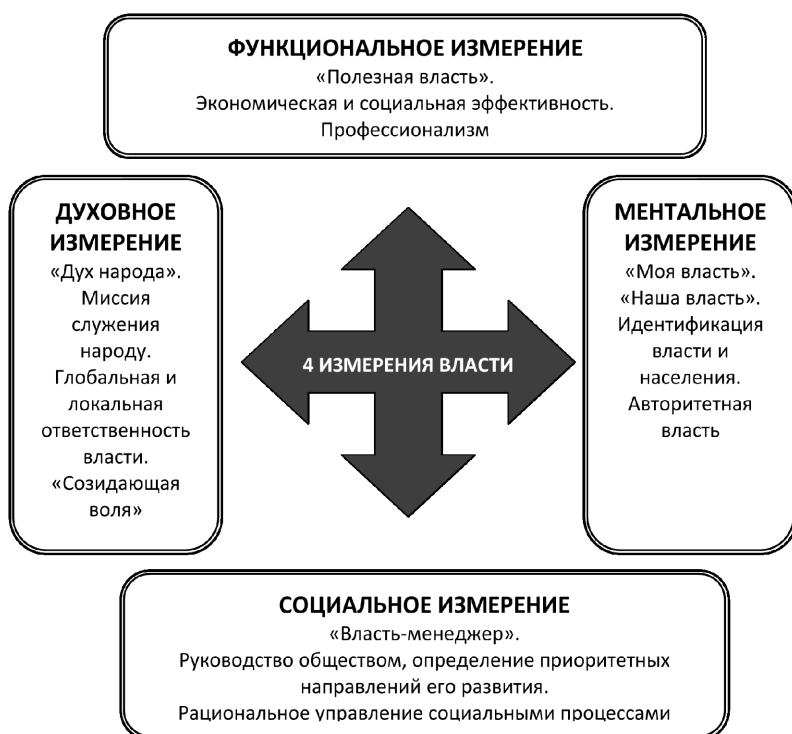 ФУНКЦИОНАЛЬНОЕ ИЗМЕРЕНИЕ
«Полезная власть».
Экономическая и социальная эффективность.
Профессионализм
ДУХОВНОЕ
ИЗМЕРЕНИЕ
«Дух народа».
Миссия
служения
народу.
Глобальная и
локальная
ответственность
власти.
«Созидающая
воля»
4 ИЗМЕРЕНИЯ ВЛАСТИ
МЕНТАЛЬНОЕ
ИЗМЕРЕНИЕ
«Моя власть».
«Наша власть».
Идентификация
власти и
населения.
Авторитетная
власть
СОЦИАЛЬНОЕ ИЗМЕРЕНИЕ
«Власть-менеджер».
Руководство обществом, определение приоритетных
направлений его развития.
Рациональное управление социальными процессами